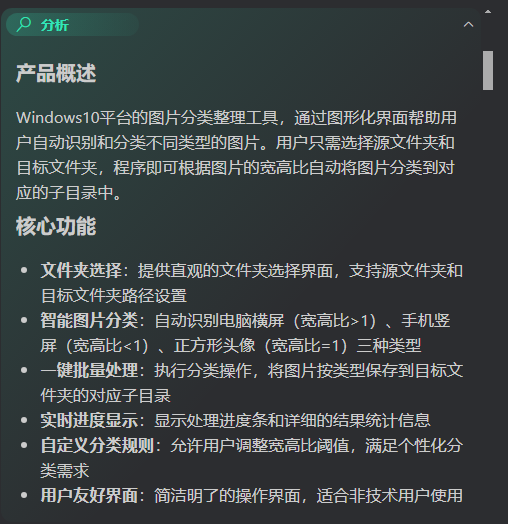 分析
产品概述
Windows10平台的图片分类整理工具，通过图形化界面帮助用
户自动识别和分类不同类型的图片。用户只需选择源文件夹和
目标文件夹，程序即可根据图片的宽高比自动将图片分类到对
应的子目录中。
核心功能
• 文件夹选择：提供直观的文件夹选择界面，支持源文件夹和
目标文件夹路径设置
• 智能图片分类：自动识别电脑横屏（宽高比>1）、手机竖
屏（宽高比<1）、正方形头像（宽高比=1）三种类型
• 一键批量处理：执行分类操作，将图片按类型保存到目标文
件夹的对应子目录
• 实时进度显示：显示处理进度条和详细的结果统计信息
• 自定义分类规则：允许用户调整宽高比阈值，满足个性化分
类需求
• 用户友好界面：简洁明了的操作界面，适合非技术用户使用